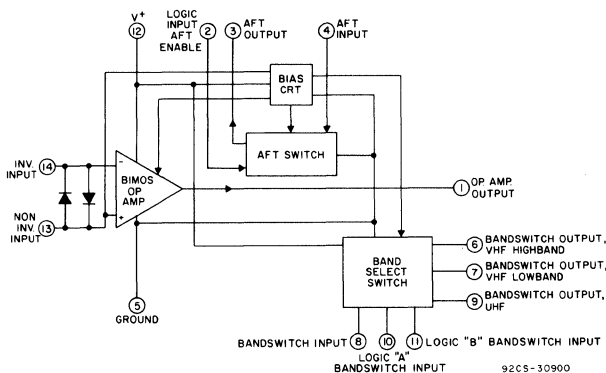 V+
12
LOGIC
INPUT
AFT
ENABLE
2
3
AFT
OUTPUT
4
AFT
INPUT
BIAS
CRT
AFT SWITCH
INV.
INPUT
14
−
BIMOS
OP
AMP
+
NON
INV.
INPUT
13
1
OP. AMP.
OUTPUT
5
GROUND
BAND
SELECT
SWITCH
6
BANDSWITCH OUTPUT,
VHF HIGHBAND
7
BANDSWITCH OUTPUT,
VHF LOWBAND
9
BANDSWITCH OUTPUT,
UHF
BANDSWITCH INPUT
8
10
11
LOGIC "B" BANDSWITCH INPUT
LOGIC "A"
BANDSWITCH INPUT
92CS-30900